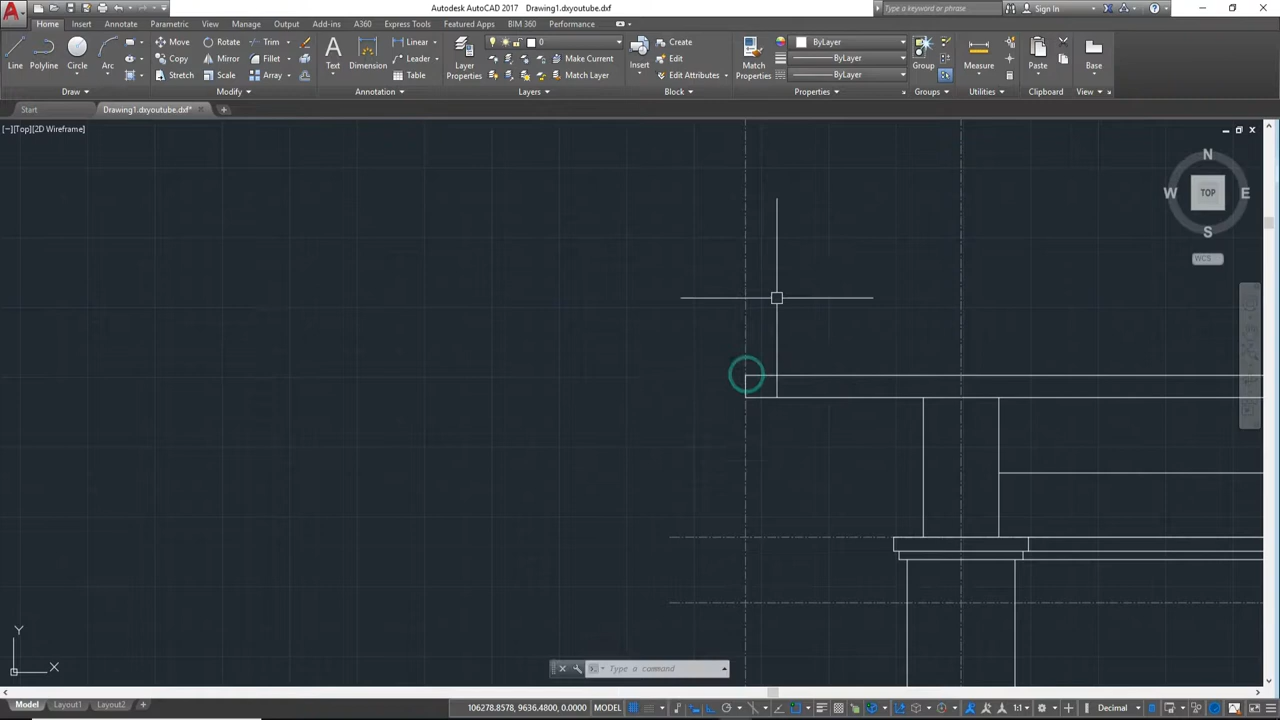 Autodesk AutoCAD 2017 Drawing1.dxyoutube.dxf
Type a keyword or phrase
Sign In
Home Insert Annotate Parametric View Manage Output Add-ins A360 Express Tools Featured Apps BIM 360 Performance
Line Polyline Circle Arc
Move Rotate Trim
Copy Mirror Fillet
Stretch Scale Array
Text Dimension
Linear
Leader
Table
Layer
Properties
0
Make Current
Match Layer
Insert
Create
Edit
Edit Attributes
Match
Properties
ByLayer
ByLayer
ByLayer
Group Measure Paste Base
Draw Modify Annotation Layers Block Properties Groups Utilities Clipboard View
Start Drawing1.dxyoutube.dxf*
[−][Top][2D Wireframe]
N
W TOP E
S
WCS
Y
X
Type a command
Model Layout1 Layout2
106278.8578, 9636.4800, 0.0000 MODEL
1:1
Decimal